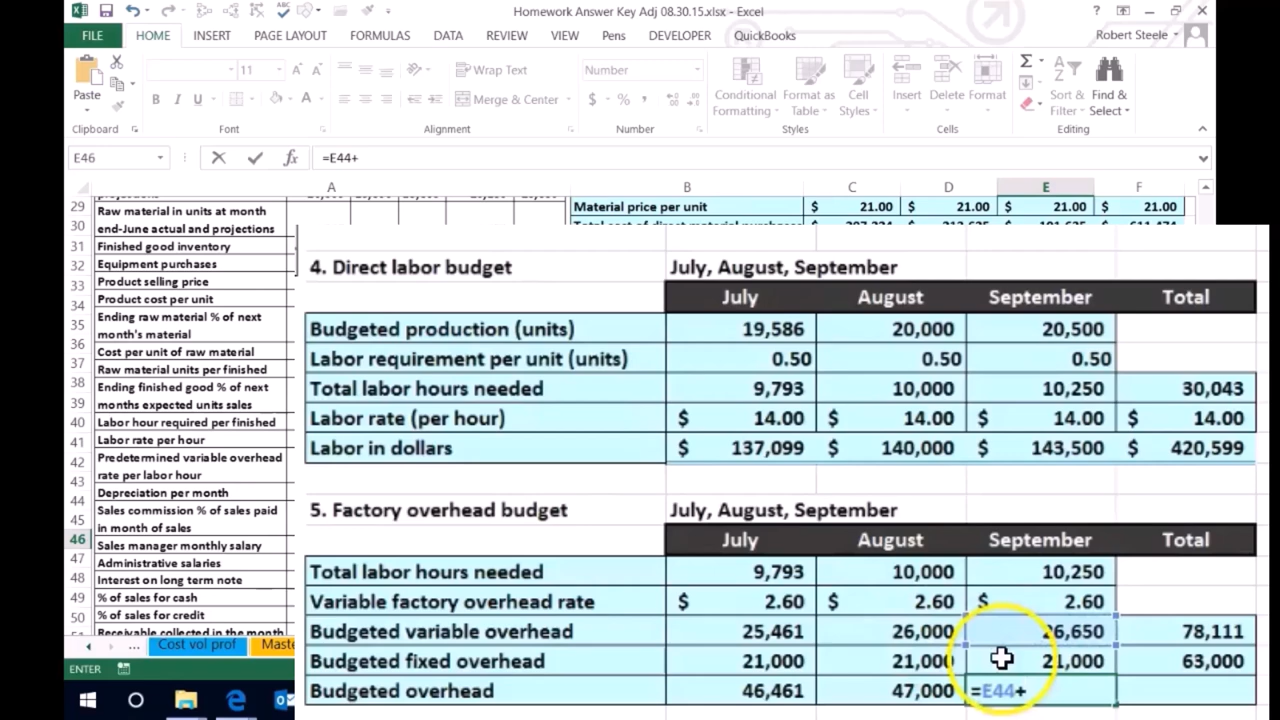 Homework Answer Key Adj 08.30.15.xlsx - Excel
FILE HOME INSERT PAGE LAYOUT FORMULAS DATA REVIEW VIEW Pens DEVELOPER QuickBooks Robert Steele
11 Wrap Text Number
Paste B I U A Merge & Center $ % Conditional Formatting Format as Table Cell Styles Insert Delete Format Sort & Filter Find & Select
Clipboard Font Alignment Number Styles Cells Editing
E46 fx =E44+
A B C D E F
29 Material price per unit $ 21.00 $ 21.00 $ 21.00 $ 21.00
Raw material in units at month
30 end-June actual and projections
31 Finished good inventory
32 Equipment purchases
33 Product selling price
34 Product cost per unit
35 Ending raw material % of next
month's material
36 Cost per unit of raw material
37 Raw material units per finished
38 Ending finished good % of next
39 months expected units sales
40 Labor hour required per finished
41 Labor rate per hour
42 Predetermined variable overhead
rate per labor hour
43 Depreciation per month
44 Sales commission % of sales paid
45 in month of sales
46 Sales manager monthly salary
47 Administrative salaries
48 Interest on long term note
49 % of sales for cash
50 % of sales for credit
Receivable collected in the month
... Cost vol prof Maste
ENTER
4. Direct labor budget July, August, September
July August September Total
Budgeted production (units) 19,586 20,000 20,500
Labor requirement per unit (units) 0.50 0.50 0.50
Total labor hours needed 9,793 10,000 10,250 30,043
Labor rate (per hour) $ 14.00 $ 14.00 $ 14.00 $ 14.00
Labor in dollars $ 137,099 $ 140,000 $ 143,500 $ 420,599
5. Factory overhead budget July, August, September
July August September Total
Total labor hours needed 9,793 10,000 10,250
Variable factory overhead rate $ 2.60 $ 2.60 $ 2.60
Budgeted variable overhead 25,461 26,000 26,650 78,111
Budgeted fixed overhead 21,000 21,000 21,000 63,000
Budgeted overhead 46,461 47,000 =E44+